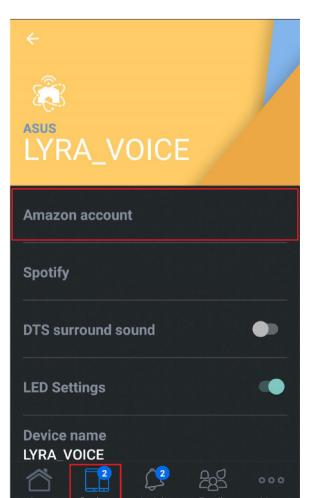 ASUS
LYRA_VOICE
Amazon account
Spotify
DTS surround sound
LED Settings
Device name
LYRA_VOICE
2
2